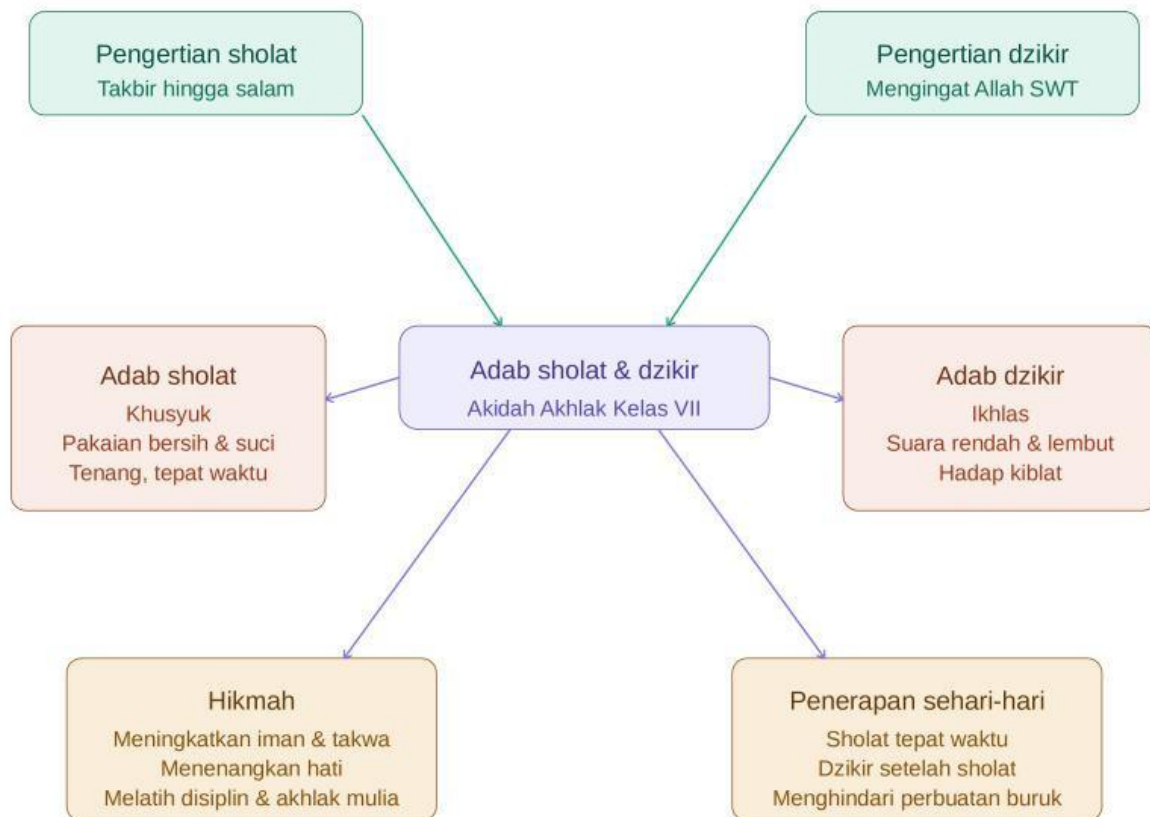 Pengertian sholat
Takbir hingga salam
Pengertian dzikir
Mengingat Allah SWT
Adab sholat
Khusyuk
Pakaian bersih & suci
Tenang, tepat waktu
Adab sholat & dzikir
Akidah Akhlak Kelas VII
Adab dzikir
Ikhlas
Suara rendah & lembut
Hadap kiblat
Hikmah
Meningkatkan iman & takwa
Menenangkan hati
Melatih disiplin & akhlak mulia
Penerapan sehari-hari
Sholat tepat waktu
Dzikir setelah sholat
Menghindari perbuatan buruk